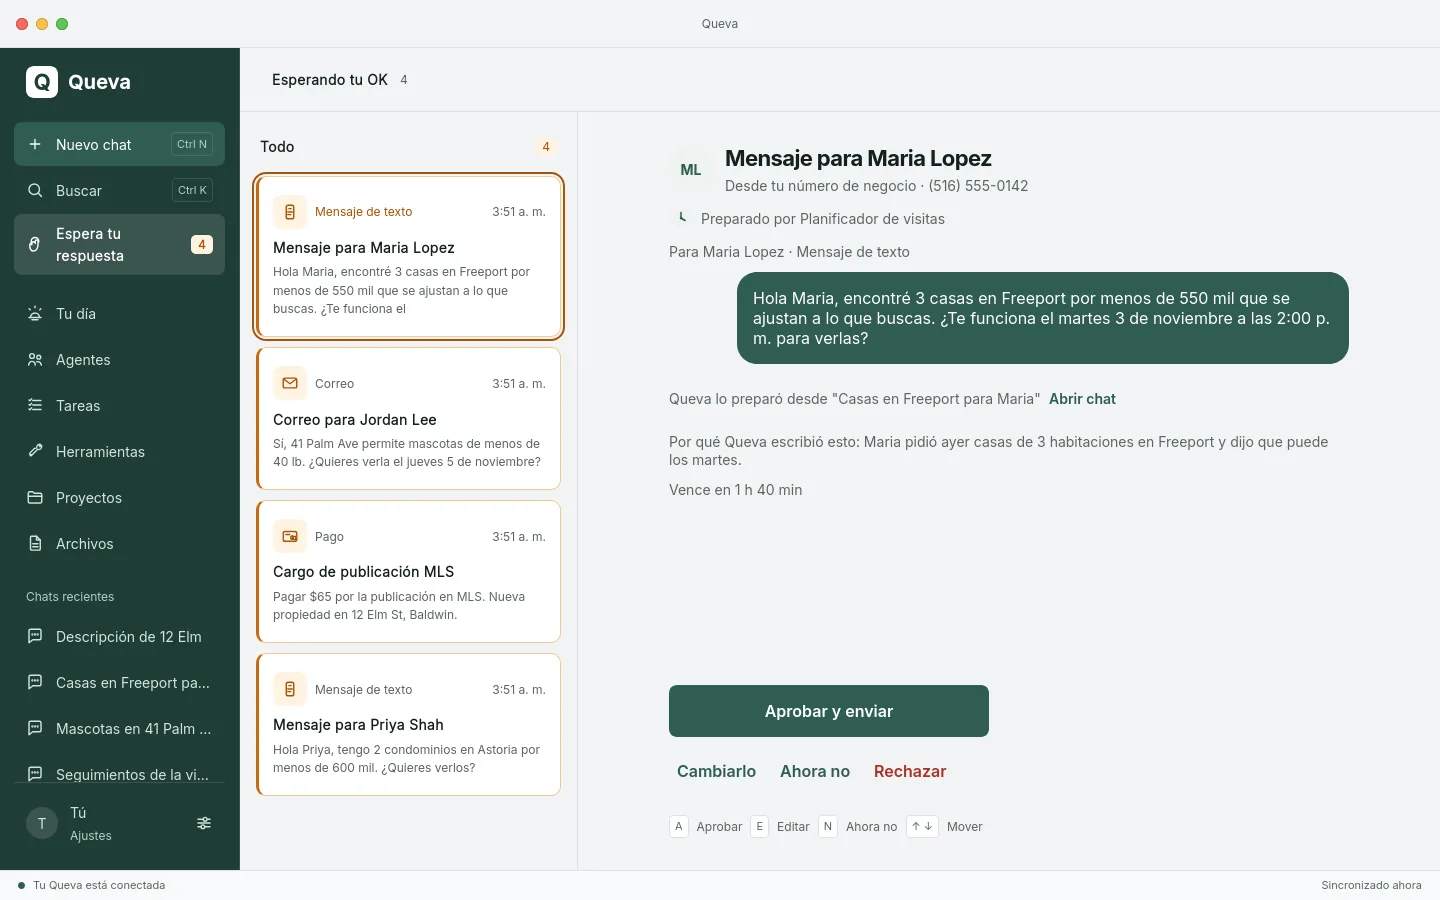 Queva
Q Queva
Nuevo chat Ctrl N
Buscar Ctrl K
Espera tu
respuesta
4
Tu día
Agentes
Tareas
Herramientas
Proyectos
Archivos
Chats recientes
Descripción de 12 Elm
Casas en Freeport pa...
Mascotas en 41 Palm ...
Seguimientos de la vi...
T
Tú
Ajustes
Esperando tu OK 4
Todo 4
Mensaje de texto 3:51 a. m.
Mensaje para Maria Lopez
Hola Maria, encontré 3 casas en Freeport por
menos de 550 mil que se ajustan a lo que
buscas. ¿Te funciona el
Correo 3:51 a. m.
Correo para Jordan Lee
Sí, 41 Palm Ave permite mascotas de menos de
40 lb. ¿Quieres verla el jueves 5 de noviembre?
Pago 3:51 a. m.
Cargo de publicación MLS
Pagar $65 por la publicación en MLS. Nueva
propiedad en 12 Elm St, Baldwin.
Mensaje de texto 3:51 a. m.
Mensaje para Priya Shah
Hola Priya, tengo 2 condominios en Astoria por
menos de 600 mil. ¿Quieres verlos?
ML
Mensaje para Maria Lopez
Desde tu número de negocio · (516) 555-0142
Preparado por Planificador de visitas
Para Maria Lopez · Mensaje de texto
Hola Maria, encontré 3 casas en Freeport por menos de 550 mil que se
ajustan a lo que buscas. ¿Te funciona el martes 3 de noviembre a las 2:00 p.
m. para verlas?
Queva lo preparó desde "Casas en Freeport para Maria" Abrir chat
Por qué Queva escribió esto: Maria pidió ayer casas de 3 habitaciones en Freeport y dijo que puede
los martes.
Vence en 1 h 40 min
Aprobar y enviar
Cambiarlo Ahora no Rechazar
A Aprobar E Editar N Ahora no ↑↓ Mover
Tu Queva está conectada
Sincronizado ahora